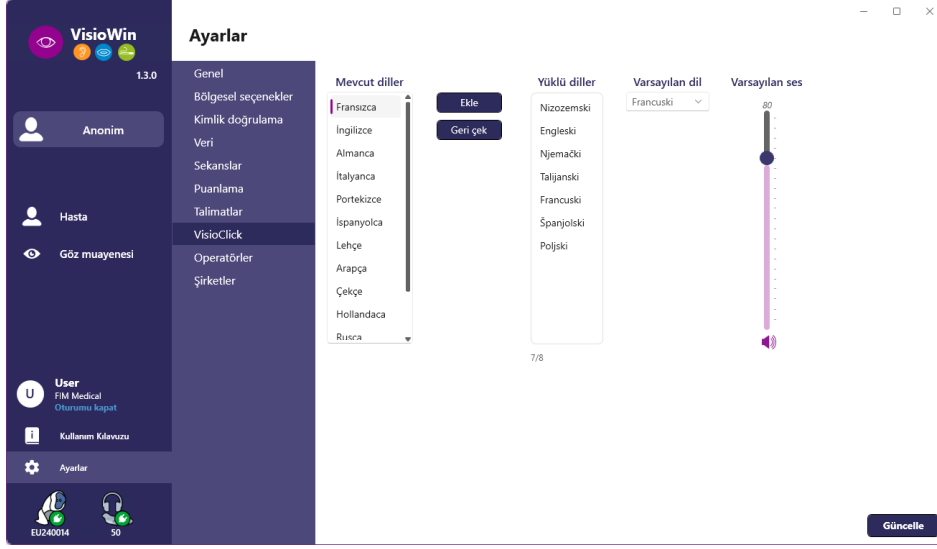 VisioWin
1.3.0
Anonim
Hasta
Göz muayenesi
U
User
FIM Medical
Oturumu kapat
Kullanım Kılavuzu
Ayarlar
EU240014
50
Ayarlar
Genel
Bölgesel seçenekler
Kimlik doğrulama
Veri
Sekanslar
Puanlama
Talimatlar
VisioClick
Operatörler
Şirketler
Mevcut diller
Fransızca
İngilizce
Almanca
İtalyanca
Portekizce
İspanyolca
Lehçe
Arapça
Çekçe
Hollandaca
Rusça
Ekle
Geri çek
Yüklü diller
Nizozemski
Engleski
Njemački
Talijanski
Francuski
Španjolski
Poljski
7/8
Varsayılan dil
Francuski
Varsayılan ses
80
Güncelle